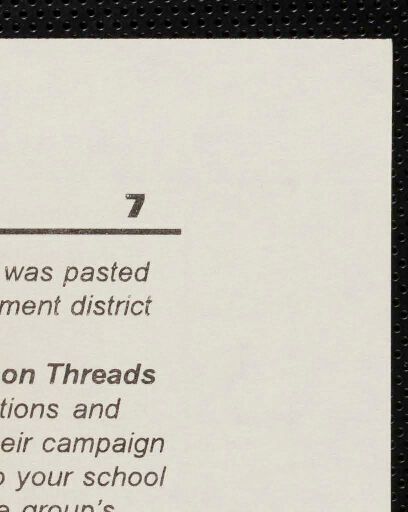 7
was pasted
ment district
on Threads
tions and
eir campaign
your school
group's